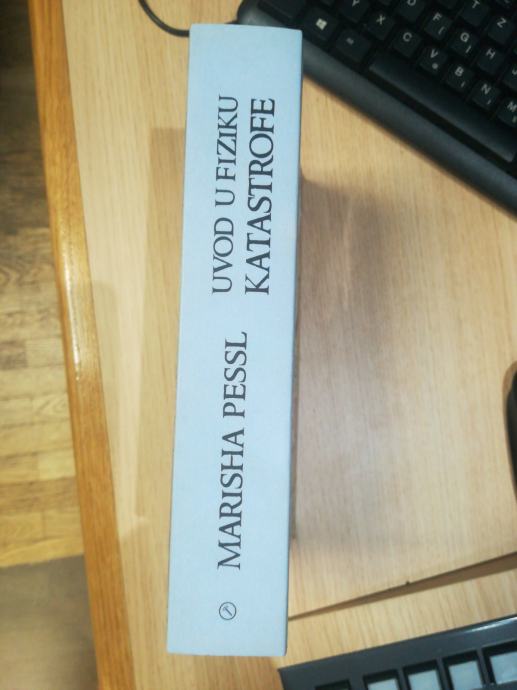 MARISHA PESSL
UVOD U FIZIKU
KATASTROFE
D F G T Z
Y X C V B N M